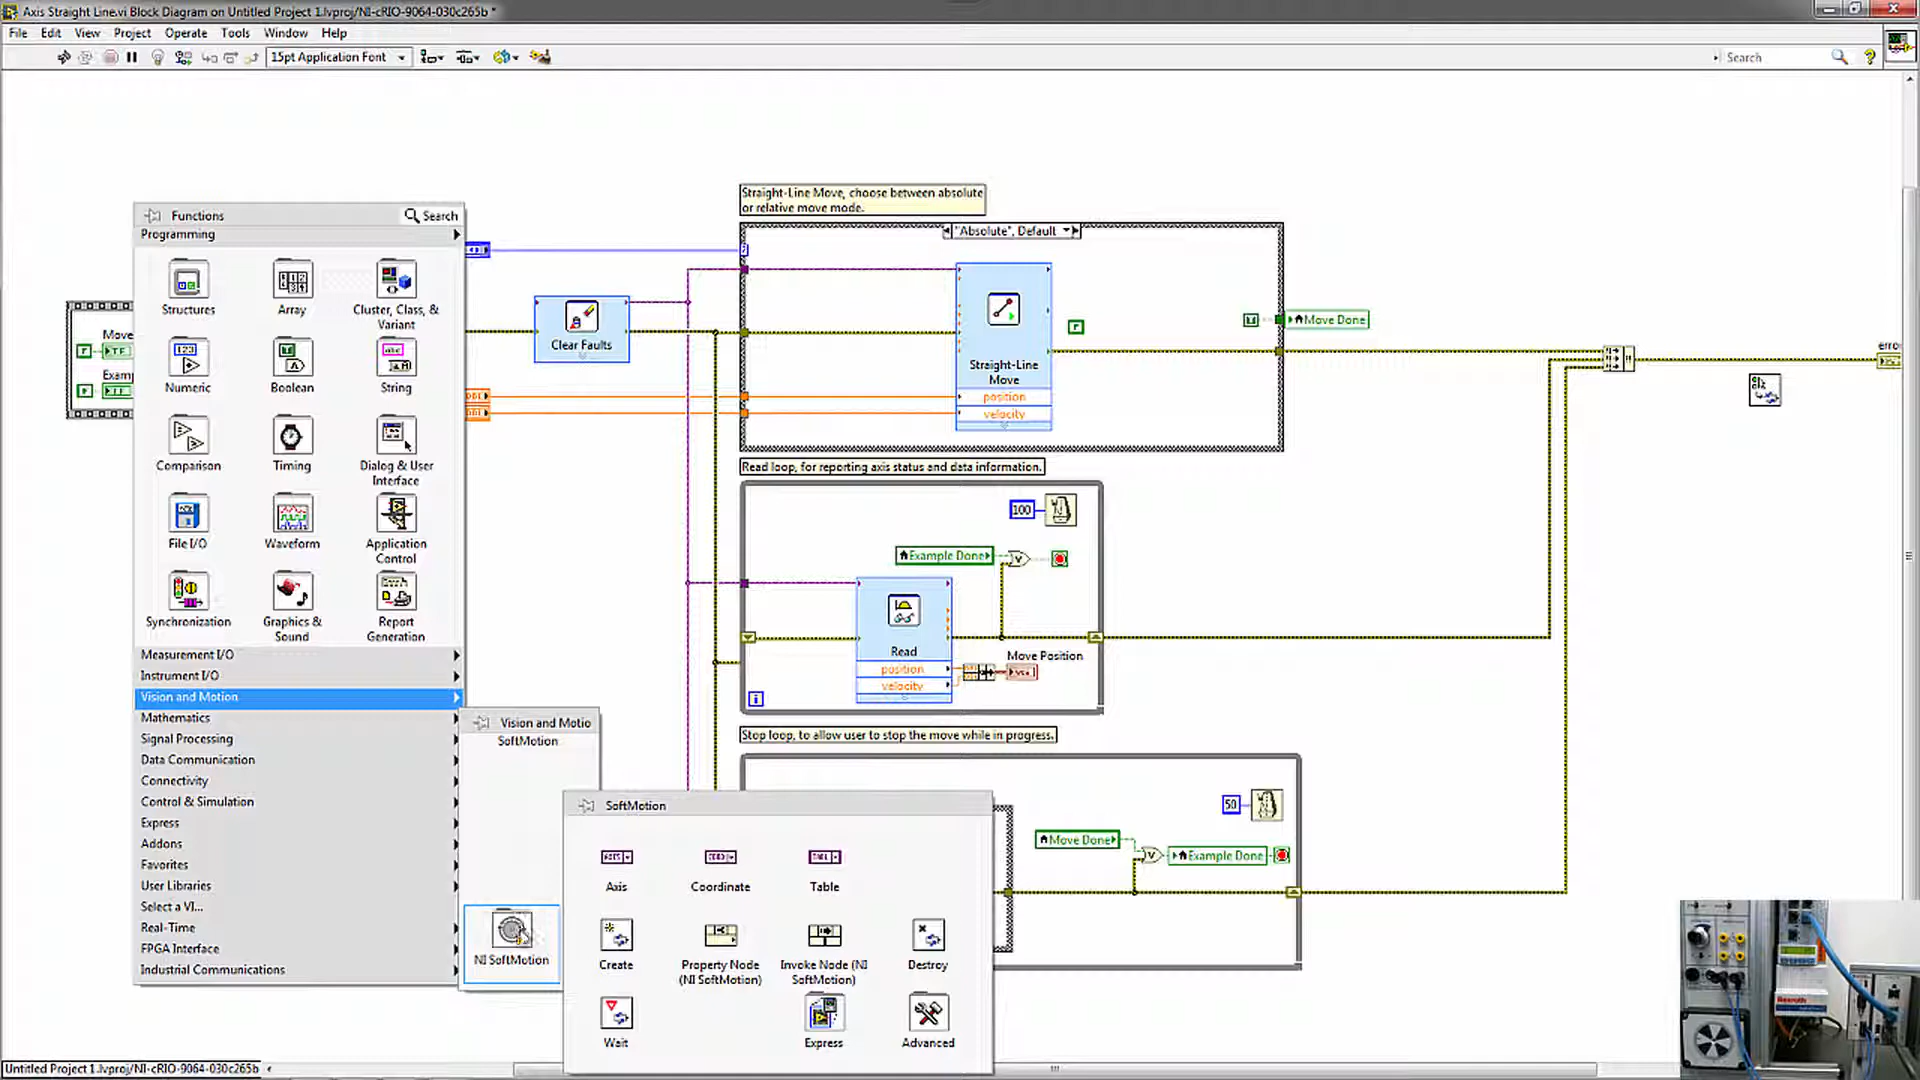 Axis Straight Line.vi Block Diagram on Untitled Project 1.lvproj/NI-cRIO-9064-030c265b *
File Edit View Project Operate Tools Window Help
15pt Application Font
Search
Straight-Line Move, choose between absolute
or relative move mode.
Functions
Search
Programming
Structures
Array
Cluster, Class, &
Variant
Numeric
Boolean
String
Comparison
Timing
Dialog & User
Interface
File I/O
Waveform
Application
Control
Synchronization
Graphics &
Sound
Report
Generation
Measurement I/O
Instrument I/O
Vision and Motion
Mathematics
Signal Processing
Data Communication
Connectivity
Control & Simulation
Express
Addons
Favorites
User Libraries
Select a VI...
Real-Time
FPGA Interface
Industrial Communications
Vision and Motio
SoftMotion
NI SoftMotion
SoftMotion
Axis
Coordinate
Table
Create
Property Node
(NI SoftMotion)
Invoke Node (NI
SoftMotion)
Destroy
Wait
Express
Advanced
Move
TF
Examp
Clear Faults
"Absolute", Default
Straight-Line
Move
position
velocity
F
T
Move Done
erro
Read loop, for reporting axis status and data information.
100
Example Done
Read
position
velocity
Move Position
i
Stop loop, to allow user to stop the move while in progress.
50
Move Done
Example Done
Rexroth
Untitled Project 1.lvproj/NI-cRIO-9064-030c265b